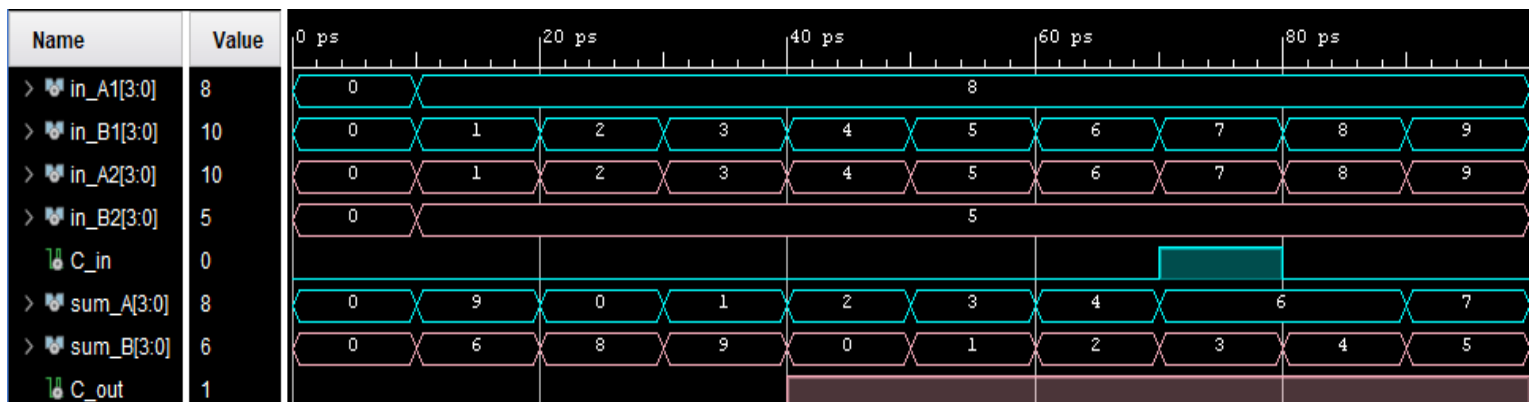 Name Value 0 ps 20 ps 40 ps 60 ps 80 ps
in_A1[3:0] 8 0 8
in_B1[3:0] 10 0 1 2 3 4 5 6 7 8 9
in_A2[3:0] 10 0 1 2 3 4 5 6 7 8 9
in_B2[3:0] 5 0 5
C_in 0
sum_A[3:0] 8 0 9 0 1 2 3 4 6 7
sum_B[3:0] 6 0 6 8 9 0 1 2 3 4 5
C_out 1